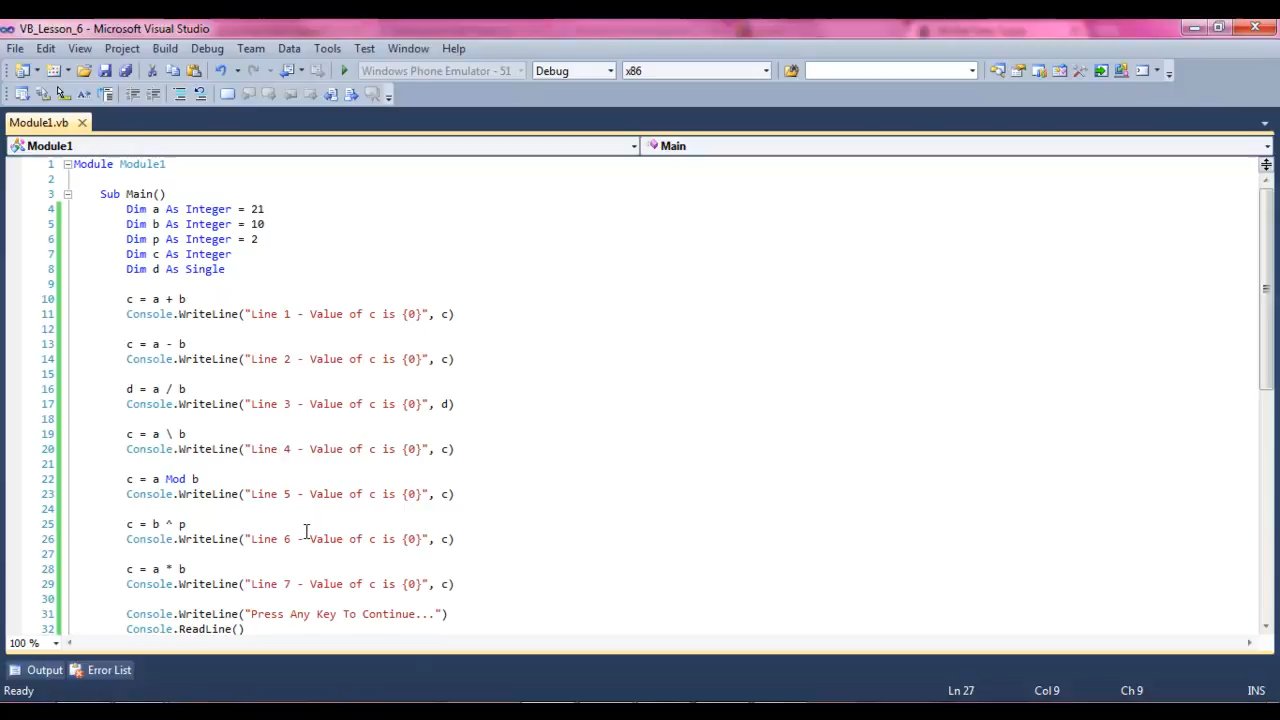 VB_Lesson_6 - Microsoft Visual Studio
File Edit View Project Build Debug Team Data Tools Test Window Help
Windows Phone Emulator - 51 Debug x86
Module1.vb
Module1 Main
1 Module Module1
2
3 Sub Main()
4 Dim a As Integer = 21
5 Dim b As Integer = 10
6 Dim p As Integer = 2
7 Dim c As Integer
8 Dim d As Single
9
10 c = a + b
11 Console.WriteLine("Line 1 - Value of c is {0}", c)
12
13 c = a - b
14 Console.WriteLine("Line 2 - Value of c is {0}", c)
15
16 d = a / b
17 Console.WriteLine("Line 3 - Value of c is {0}", d)
18
19 c = a \ b
20 Console.WriteLine("Line 4 - Value of c is {0}", c)
21
22 c = a Mod b
23 Console.WriteLine("Line 5 - Value of c is {0}", c)
24
25 c = b ^ p
26 Console.WriteLine("Line 6 - Value of c is {0}", c)
27
28 c = a * b
29 Console.WriteLine("Line 7 - Value of c is {0}", c)
30
31 Console.WriteLine("Press Any Key To Continue...")
32 Console.ReadLine()
100 %
Output Error List
Ready Ln 27 Col 9 Ch 9 INS